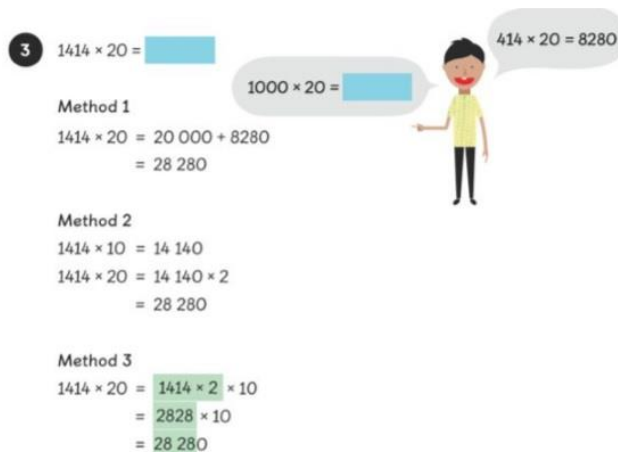 3 1414 × 20 =
414 × 20 = 8280
1000 × 20 =
Method 1
1414 × 20 = 20 000 + 8280
= 28 280
Method 2
1414 × 10 = 14 140
1414 × 20 = 14 140 × 2
= 28 280
Method 3
1414 × 20 = 1414 × 2 × 10
= 2828 × 10
= 28 280